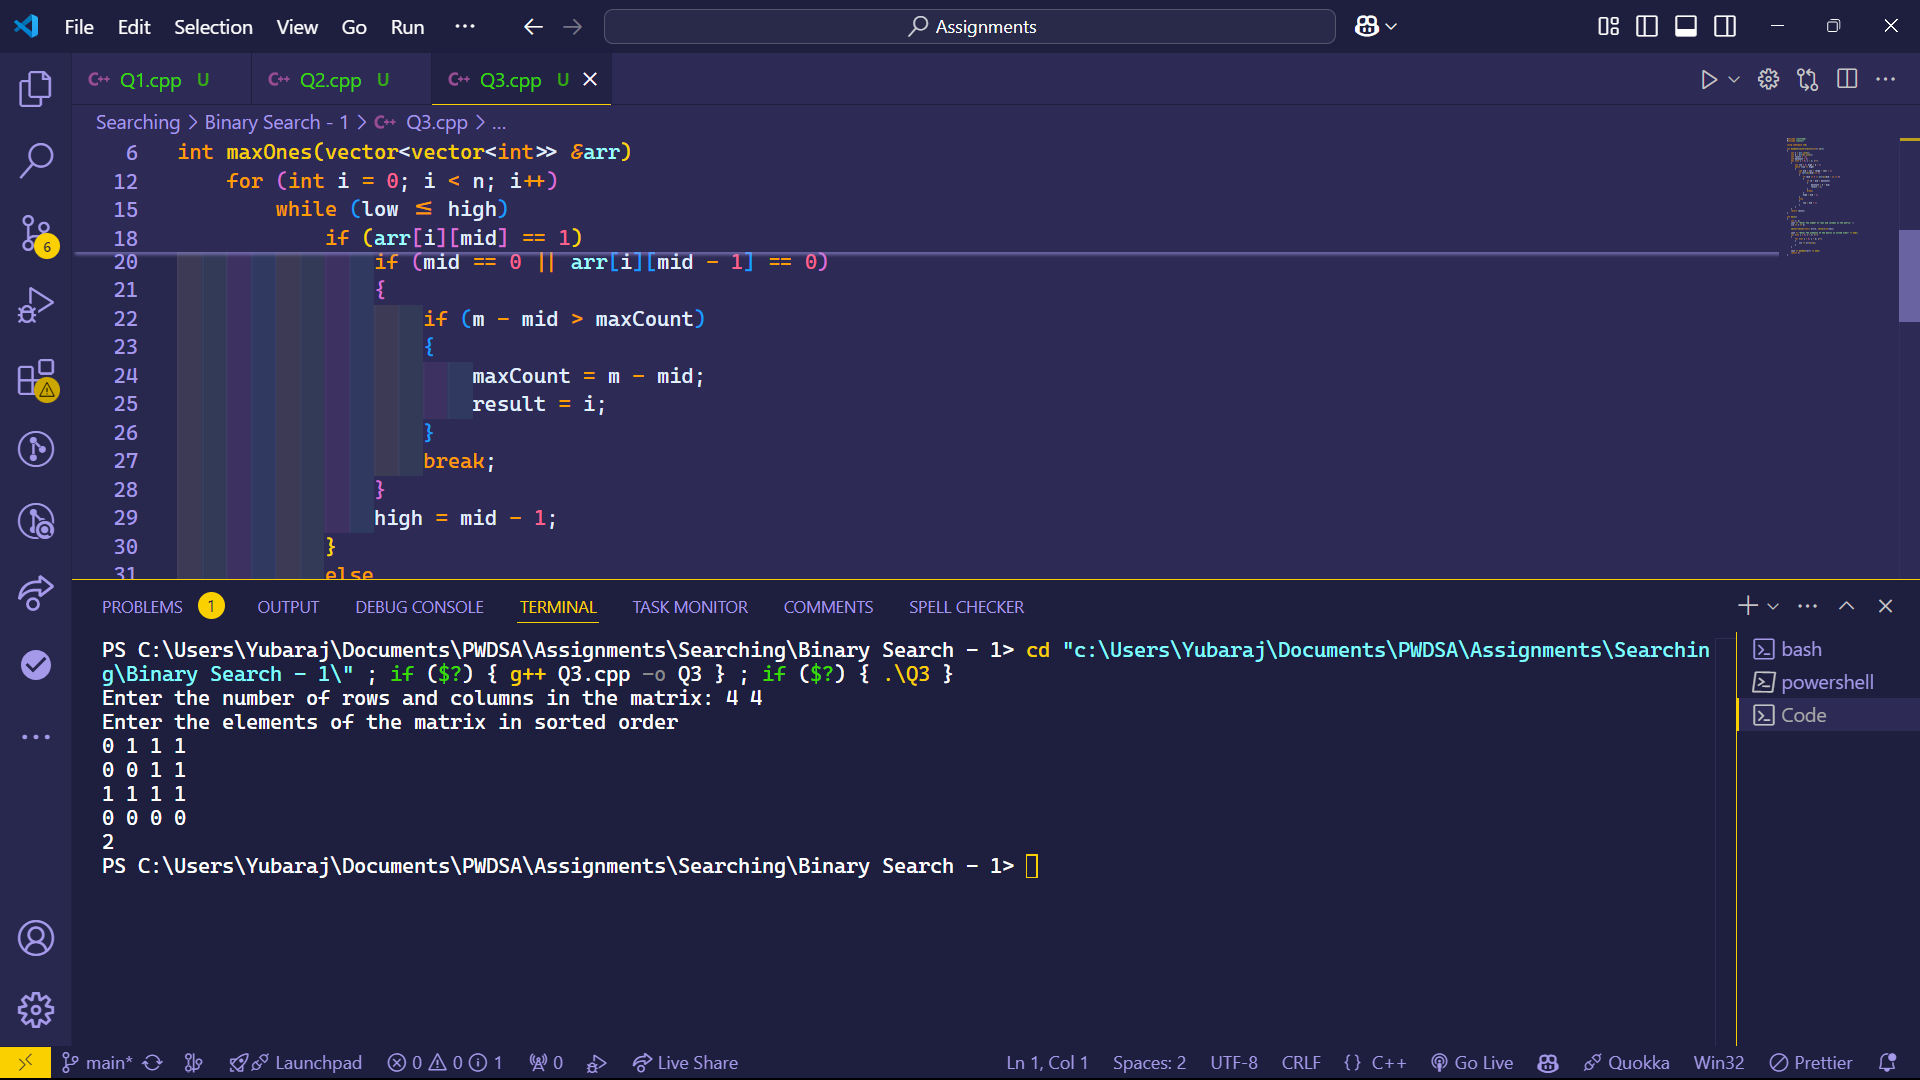 File Edit Selection View Go Run ··· Assignments
C++ Q1.cpp U C++ Q2.cpp U C++ Q3.cpp U
Searching > Binary Search - 1 > C++ Q3.cpp > ...
6 int maxOnes(vector<vector<int>> &arr)
12 for (int i = 0; i < n; i++)
15 while (low <= high)
18 if (arr[i][mid] == 1)
20 if (mid == 0 || arr[i][mid - 1] == 0)
21 {
22 if (m - mid > maxCount)
23 {
24 maxCount = m - mid;
25 result = i;
26 }
27 break;
28 }
29 high = mid - 1;
30 }
31 else
PROBLEMS 1 OUTPUT DEBUG CONSOLE TERMINAL TASK MONITOR COMMENTS SPELL CHECKER
PS C:\Users\Yubaraj\Documents\PWDSA\Assignments\Searching\Binary Search - 1> cd "c:\Users\Yubaraj\Documents\PWDSA\Assignments\Searchin
g\Binary Search - 1\" ; if ($?) { g++ Q3.cpp -o Q3 } ; if ($?) { .\Q3 }
Enter the number of rows and columns in the matrix: 4 4
Enter the elements of the matrix in sorted order
0 1 1 1
0 0 1 1
1 1 1 1
0 0 0 0
2
PS C:\Users\Yubaraj\Documents\PWDSA\Assignments\Searching\Binary Search - 1>
bash
powershell
Code
6
main* Launchpad 0 0 1 0 Live Share Ln 1, Col 1 Spaces: 2 UTF-8 CRLF {} C++ Go Live Quokka Win32 Prettier